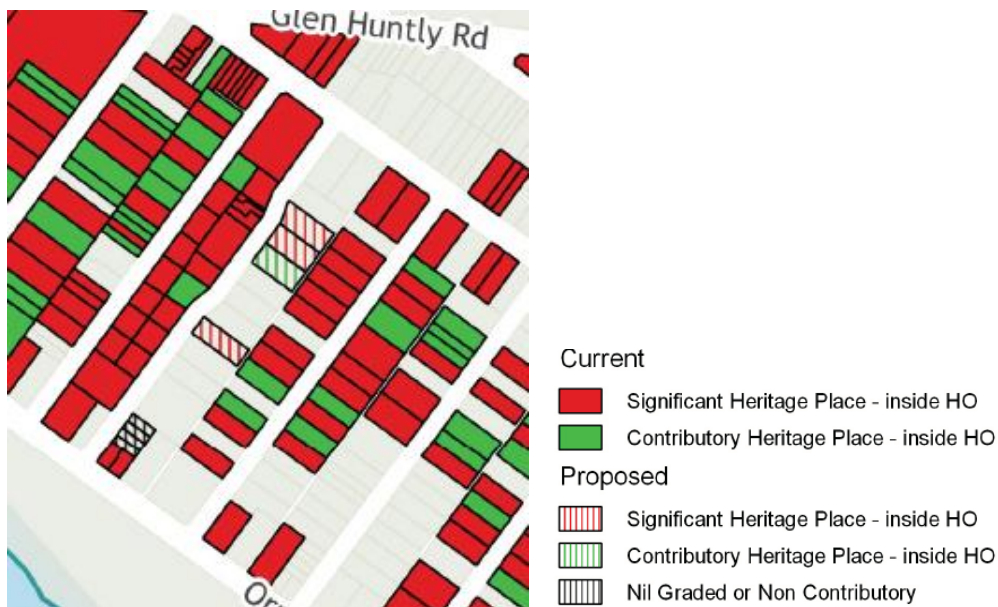 Glen Huntly Rd
Current
Significant Heritage Place - inside HO
Contributory Heritage Place - inside HO
Proposed
Significant Heritage Place - inside HO
Contributory Heritage Place - inside HO
Nil Graded or Non Contributory